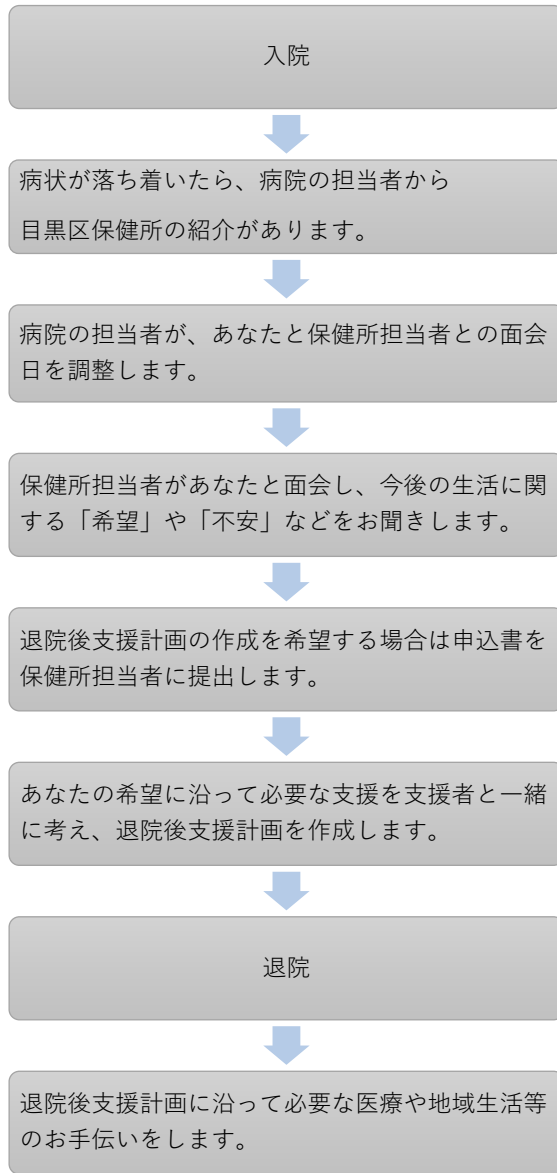 入院
病状が落ち着いたら、病院の担当者から
目黒区保健所の紹介があります。
病院の担当者が、あなたと保健所担当者との面会
日を調整します。
保健所担当者があなたと面会し、今後の生活に関
する「希望」や「不安」などをお聞きします。
退院後支援計画の作成を希望する場合は申込書を
保健所担当者に提出します。
あなたの希望に沿って必要な支援を支援者と一緒
に考え、退院後支援計画を作成します。
退院
退院後支援計画に沿って必要な医療や地域生活等
のお手伝いをします。